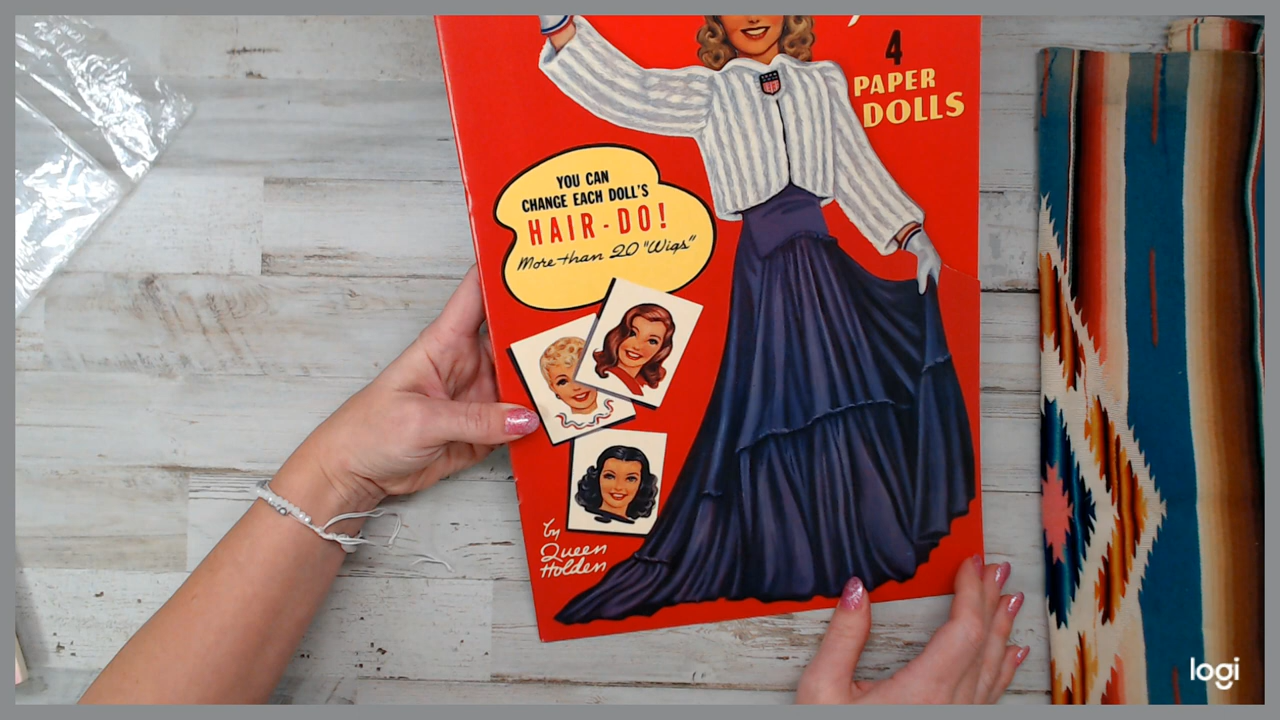 4
PAPER
DOLLS
YOU CAN
CHANGE EACH DOLL'S
HAIR-DO!
More than 20 "Wigs"
by
Queen
Holden
logi